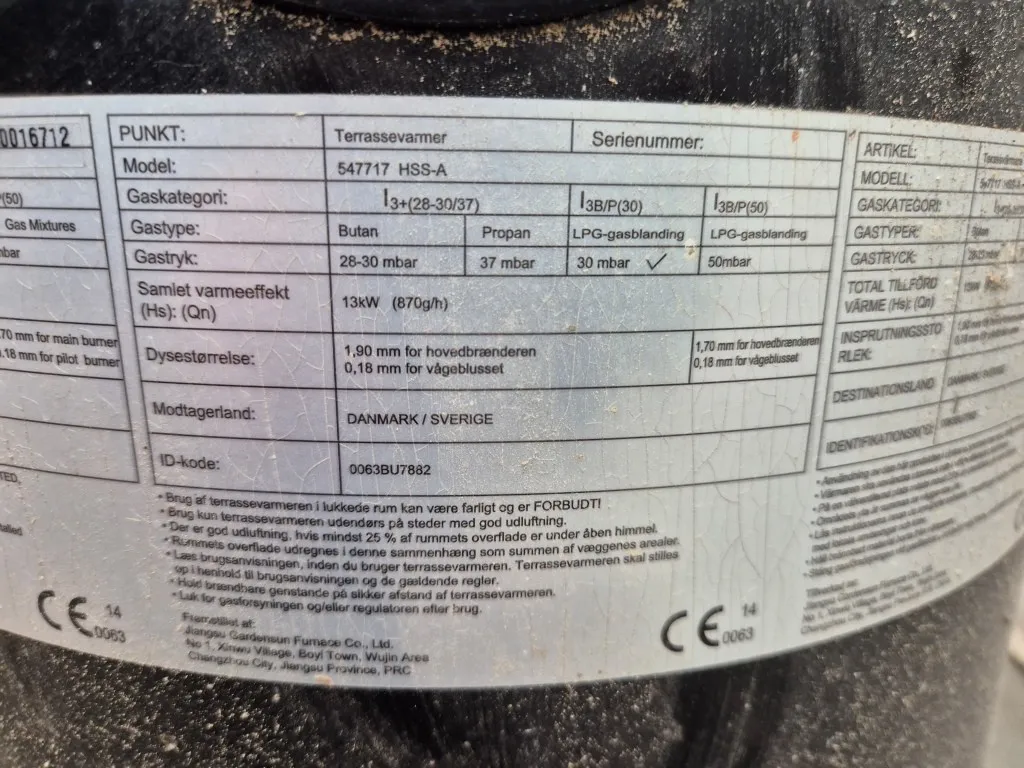 0016712
(50)
Gas Mixtures
mbar
70 mm for main burner
0.18 mm for pilot burner
PUNKT: Terrassevarmer Serienummer:
Model: 547717 HSS-A
Gaskategori: I3+(28-30/37) I3B/P(30) I3B/P(50)
Gastype: Butan Propan LPG-gasblanding LPG-gasblanding
Gastryk: 28-30 mbar 37 mbar 30 mbar ✓ 50mbar
Samlet varmeeffekt
(Hs): (Qn) 13kW (870g/h)
Dysestørrelse: 1,90 mm for hovedbrænderen 1,70 mm for hovedbrænderen
0,18 mm for vågeblusset 0,18 mm for vågeblusset
Modtagerland: DANMARK / SVERIGE
ID-kode: 0063BU7882
• Brug af terrassevarmeren i lukkede rum kan være farligt og er FORBUDT!
• Brug kun terrassevarmeren udendørs på steder med god udluftning.
• Der er god udluftning, hvis mindst 25 % af rummets overflade er under åben himmel.
• Rummets overflade udregnes i denne sammenhæng som summen af væggenes arealer.
• Læs brugsanvisningen, inden du bruger terrassevarmeren. Terrassevarmeren skal stilles
op i henhold til brugsanvisningen og de gældende regler.
• Hold brændbare genstande på sikker afstand af terrassevarmeren.
• Luk for gasforsyningen og/eller regulatoren efter brug.
Fremstillet af:
Jiangsu Gardensun Furnace Co., Ltd.
No 1, Xinwu Village, Boyi Town, Wujin Area
Changzhou City, Jiangsu Province, PRC
CE 14
0063
CE 14
0063
ARTIKEL:
MODELL: 547717 HSS-A
GASKATEGORI:
GASTYPER:
GASTRYCK:
TOTAL TILLFÖRD
VÄRME (Hs): (Qn)
INSPRUTNINGSSTO
RLEK:
DESTINATIONSLAND DANMARK / SVERIGE
IDENTIFIKATIONSKOD: